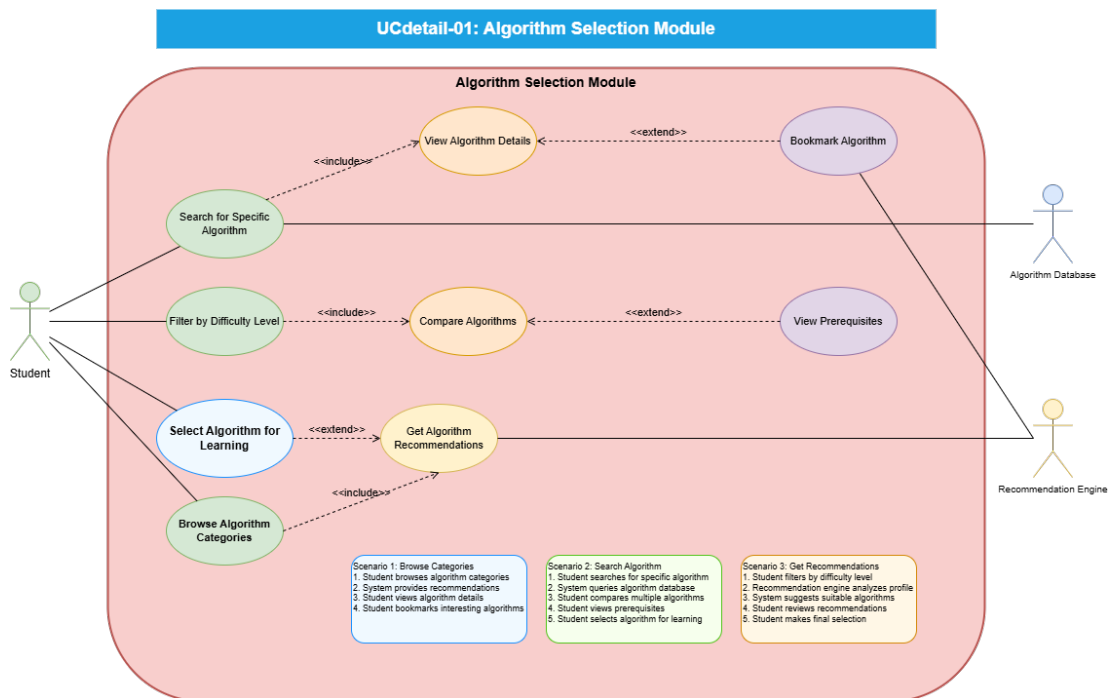 UCdetail-01: Algorithm Selection Module
Algorithm Selection Module
View Algorithm Details
<<extend>>
Bookmark Algorithm
<<include>>
Search for Specific
Algorithm
Algorithm Database
Student
Filter by Difficulty Level
<<include>>
Compare Algorithms
<<extend>>
View Prerequisites
Select Algorithm for
Learning
<<extend>>
Get Algorithm
Recommendations
Recommendation Engine
<<include>>
Browse Algorithm
Categories
Scenario 1: Browse Categories
1. Student browses algorithm categories
2. System provides recommendations
3. Student views algorithm details
4. Student bookmarks interesting algorithms
Scenario 2: Search Algorithm
1. Student searches for specific algorithm
2. System queries algorithm database
3. Student compares multiple algorithms
4. Student views prerequisites
5. Student selects algorithm for learning
Scenario 3: Get Recommendations
1. Student filters by difficulty level
2. Recommendation engine analyzes profile
3. System suggests suitable algorithms
4. Student reviews recommendations
5. Student makes final selection